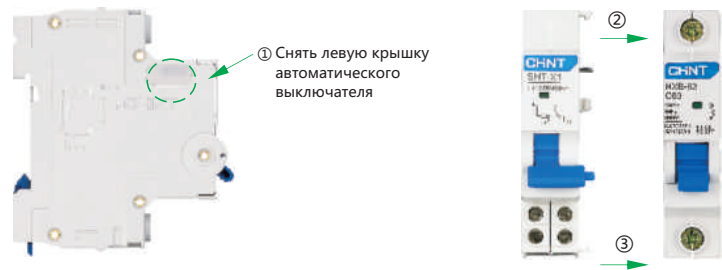 ① Снять левую крышку
автоматического
выключателя
②
CHNT
SHT-X1
CHNT
NXB-63
C63
③